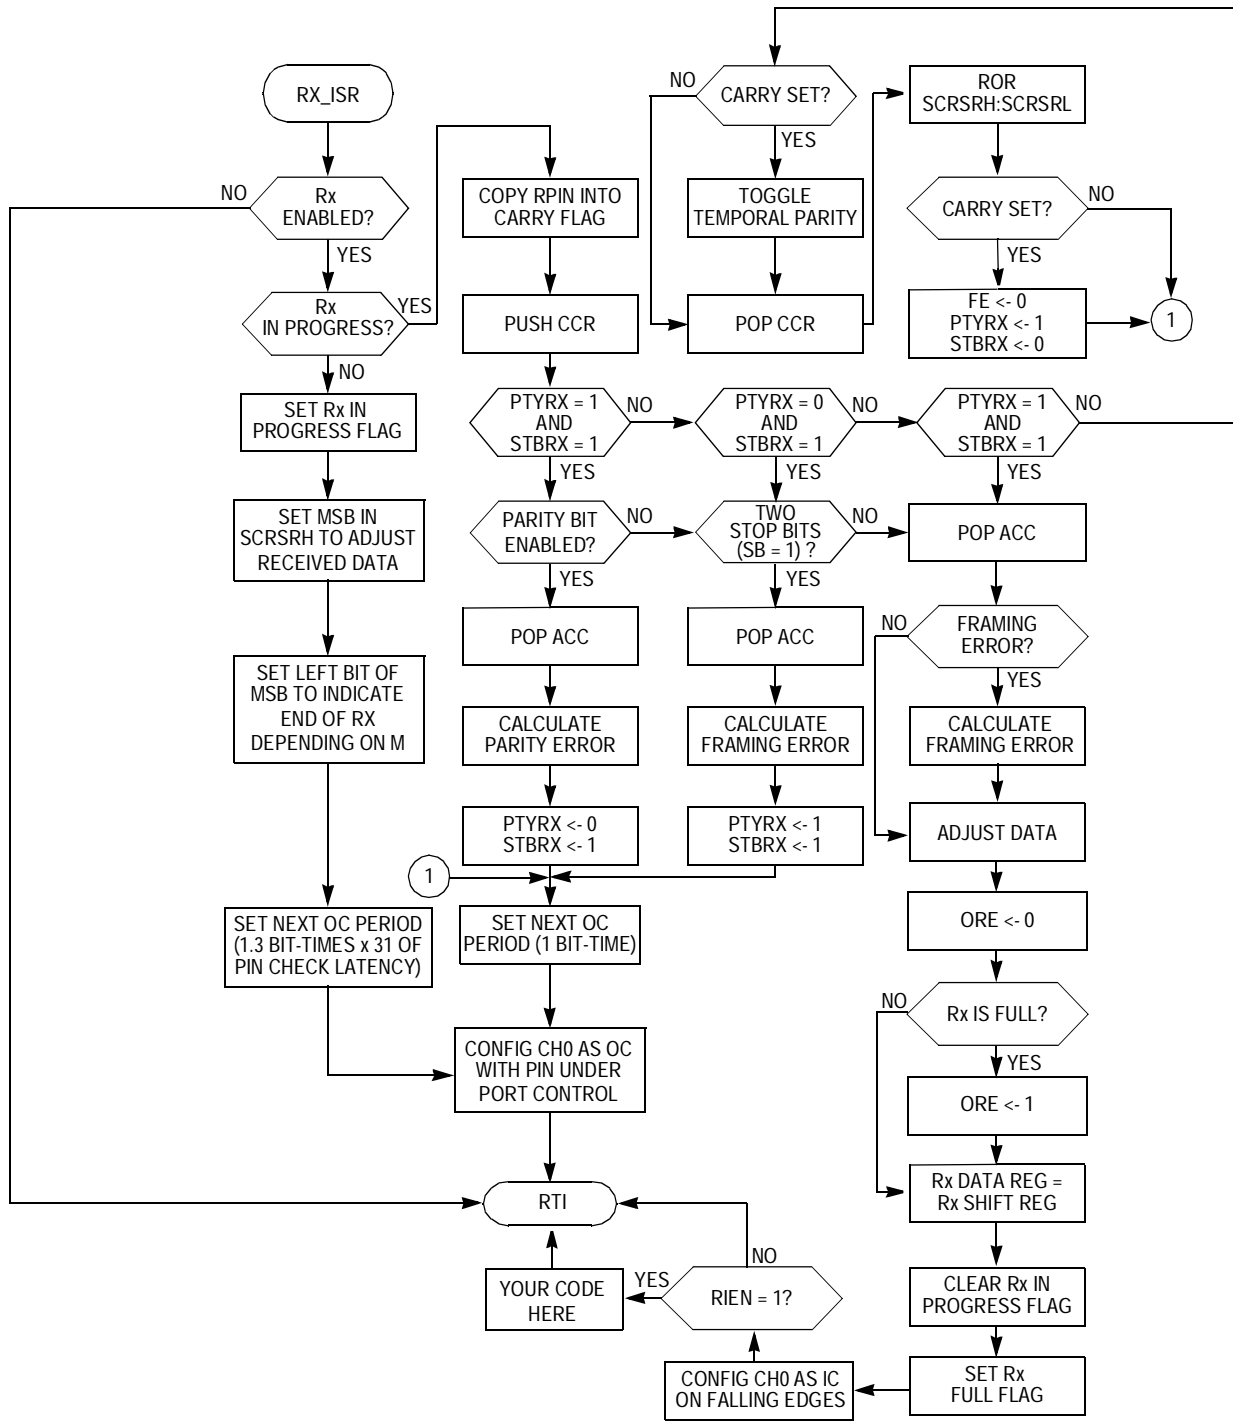 RX_ISR
Rx
ENABLED?
NO
YES
Rx
IN PROGRESS?
YES
NO
SET Rx IN
PROGRESS FLAG
SET MSB IN
SCRSRH TO ADJUST
RECEIVED DATA
SET LEFT BIT OF
MSB TO INDICATE
END OF RX
DEPENDING ON M
SET NEXT OC PERIOD
(1.3 BIT-TIMES x 31 OF
PIN CHECK LATENCY)
COPY RPIN INTO
CARRY FLAG
PUSH CCR
PTYRX = 1
AND
STBRX = 1
NO
YES
PARITY BIT
ENABLED?
NO
YES
POP ACC
CALCULATE
PARITY ERROR
PTYRX <- 0
STBRX <- 1
1
SET NEXT OC
PERIOD (1 BIT-TIME)
CONFIG CH0 AS OC
WITH PIN UNDER
PORT CONTROL
RTI
YOUR CODE
HERE
NO
CARRY SET?
YES
TOGGLE
TEMPORAL PARITY
POP CCR
PTYRX = 0
AND
STBRX = 1
NO
YES
TWO
STOP BITS
(SB = 1) ?
NO
YES
POP ACC
CALCULATE
FRAMING ERROR
PTYRX <- 1
STBRX <- 1
NO
YES
RIEN = 1?
CONFIG CH0 AS IC
ON FALLING EDGES
ROR
SCRSRH:SCRSRL
CARRY SET?
NO
YES
FE <- 0
PTYRX <- 1
STBRX <- 0
1
PTYRX = 1
AND
STBRX = 1
NO
YES
POP ACC
NO
FRAMING
ERROR?
YES
CALCULATE
FRAMING ERROR
ADJUST DATA
ORE <- 0
NO
Rx IS FULL?
YES
ORE <- 1
Rx DATA REG =
Rx SHIFT REG
CLEAR Rx IN
PROGRESS FLAG
SET Rx
FULL FLAG